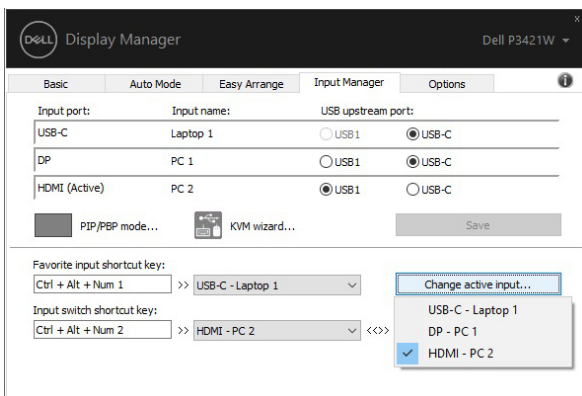 DELL Display Manager Dell P3421W
x
Basic Auto Mode Easy Arrange Input Manager Options i
Input port: Input name: USB upstream port:
USB-C Laptop 1 USB1 USB-C
DP PC 1 USB1 USB-C
HDMI (Active) PC 2 USB1 USB-C
PIP/PBP mode... KVM wizard... Save
Favorite input shortcut key:
Ctrl + Alt + Num 1 >> USB-C - Laptop 1 Change active input...
Input switch shortcut key:
Ctrl + Alt + Num 2 >> HDMI - PC 2 <<>>
USB-C - Laptop 1
DP - PC 1
HDMI - PC 2